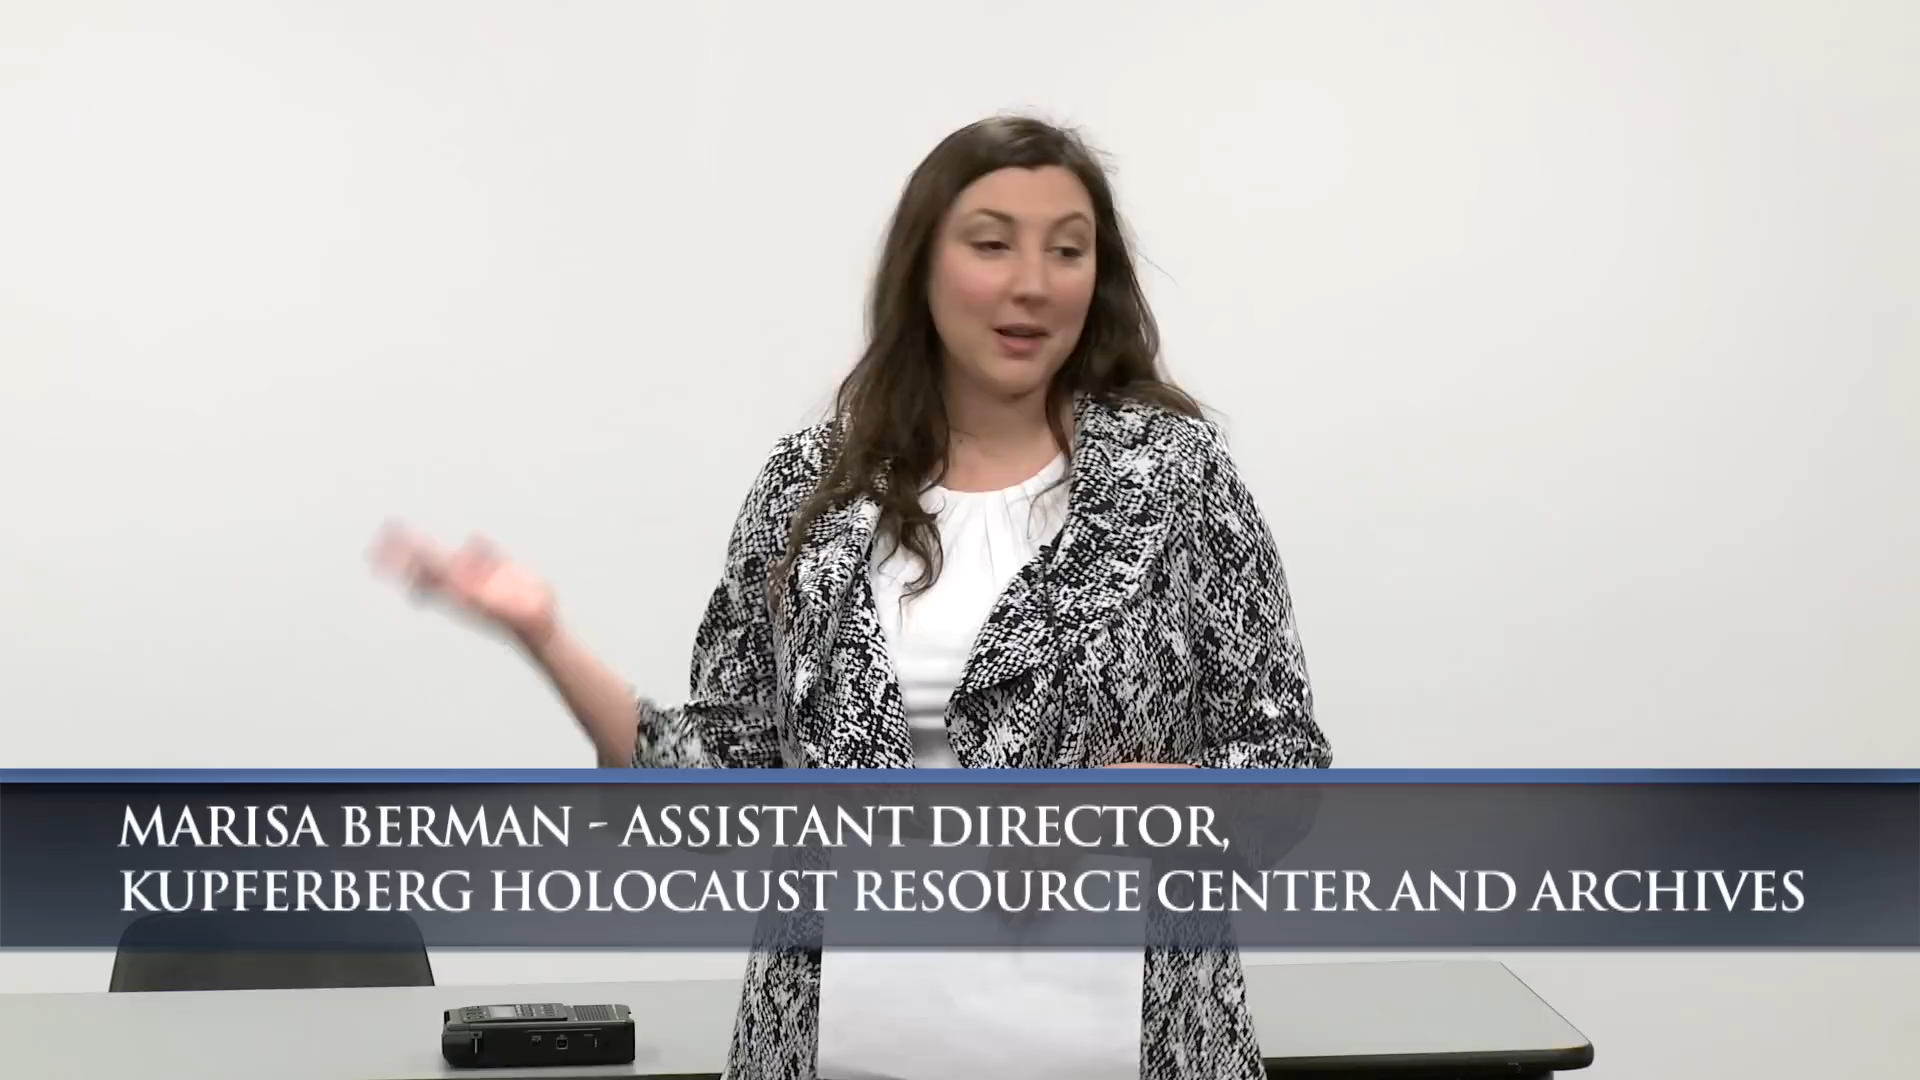 MARISA BERMAN - ASSISTANT DIRECTOR,
KUPFERBERG HOLOCAUST RESOURCE CENTER AND ARCHIVES